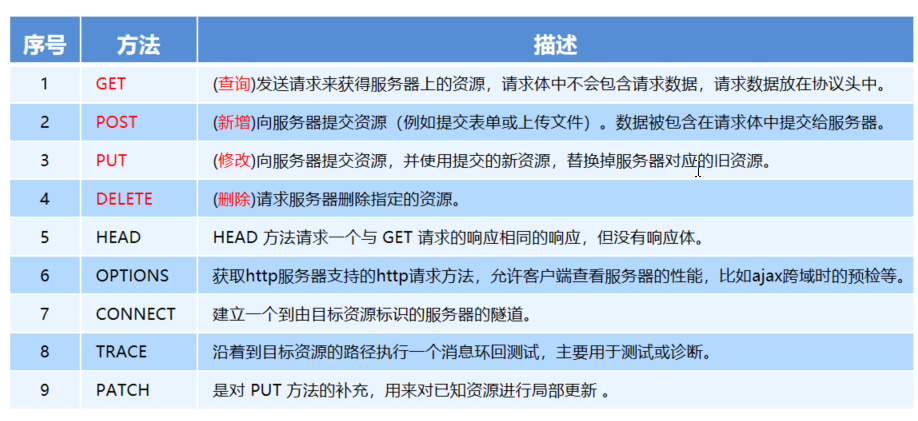 序号 方法 描述
1 GET (查询)发送请求来获得服务器上的资源，请求体中不会包含请求数据，请求数据放在协议头中。
2 POST (新增)向服务器提交资源（例如提交表单或上传文件）。数据被包含在请求体中提交给服务器。
3 PUT (修改)向服务器提交资源，并使用提交的新资源，替换掉服务器对应的旧资源。
4 DELETE (删除)请求服务器删除指定的资源。
5 HEAD HEAD 方法请求一个与 GET 请求的响应相同的响应，但没有响应体。
6 OPTIONS 获取http服务器支持的http请求方法，允许客户端查看服务器的性能，比如ajax跨域时的预检等。
7 CONNECT 建立一个到由目标资源标识的服务器的隧道。
8 TRACE 沿着到目标资源的路径执行一个消息环回测试，主要用于测试或诊断。
9 PATCH 是对 PUT 方法的补充，用来对已知资源进行局部更新 。